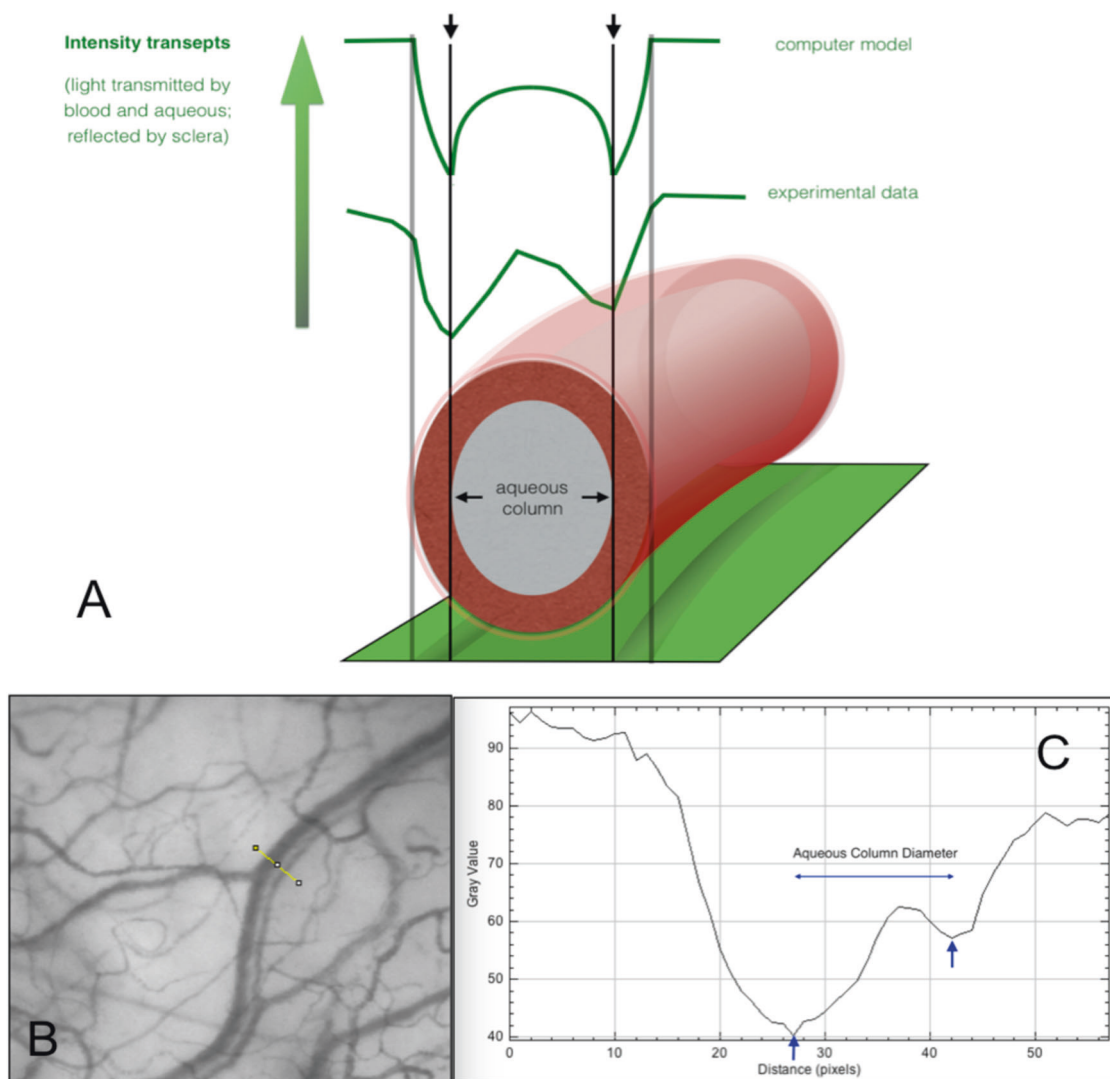 Intensity transepts
(light transmitted by
blood and aqueous;
reflected by sclera)
computer model
experimental data
aqueous
column
A
B
C
Gray Value
90
80
70
60
50
40
Aqueous Column Diameter
0
10
20
30
40
50
Distance (pixels)